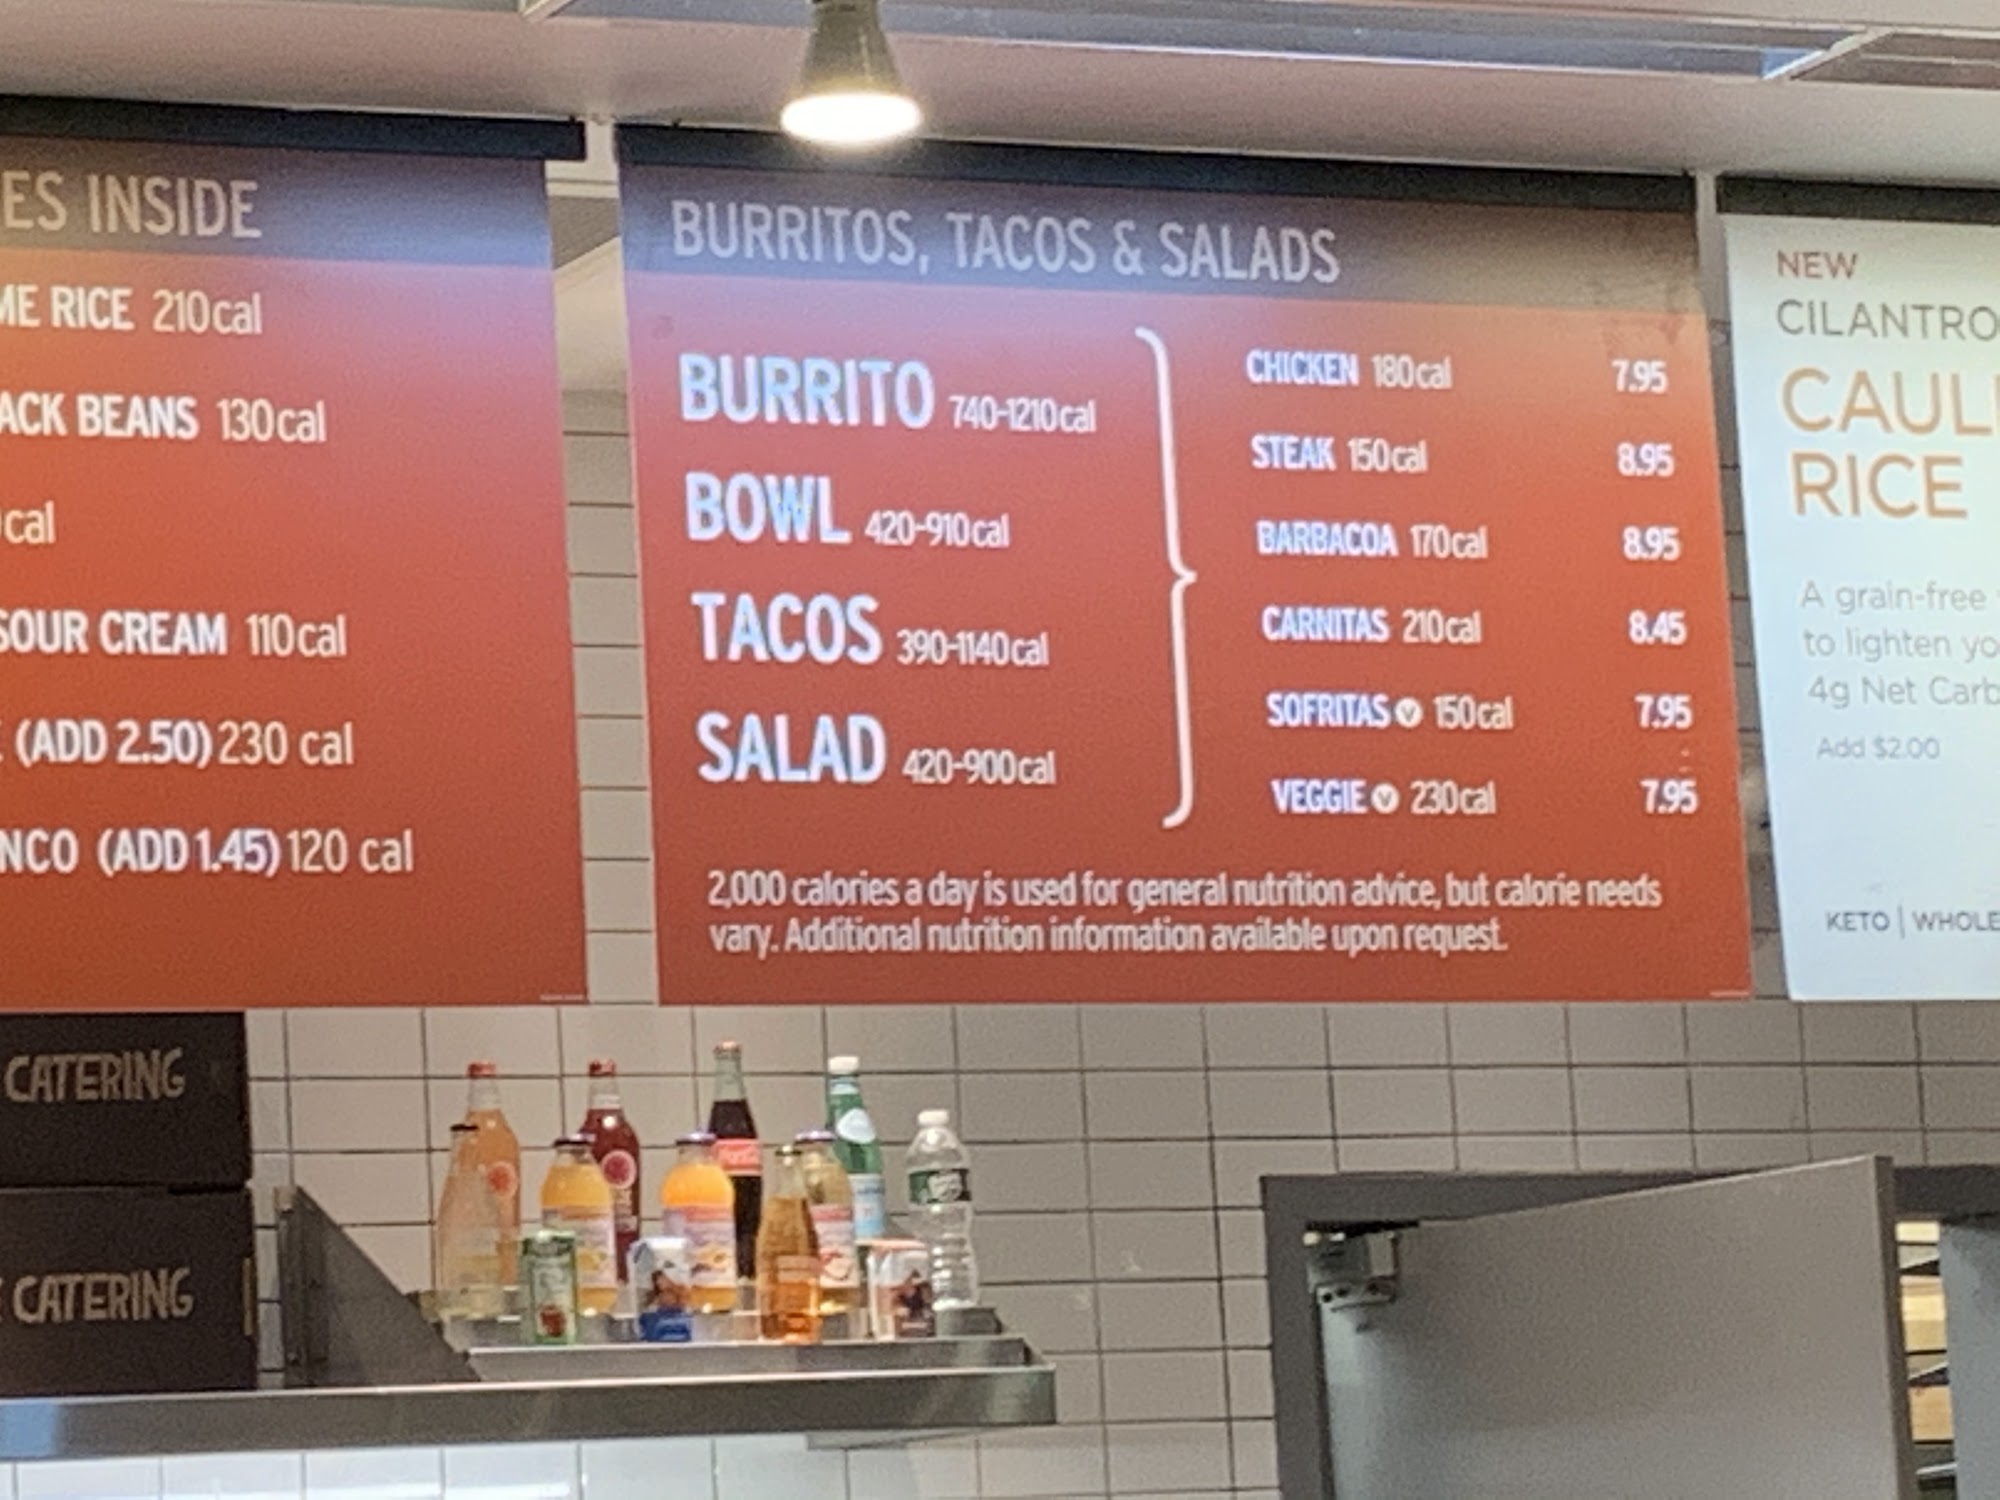 ES INSIDE
ME RICE 210cal
ACK BEANS 130cal
cal
SOUR CREAM 110cal
(ADD 2.50) 230 cal
NCO (ADD 1.45) 120 cal
BURRITOS, TACOS & SALADS
BURRITO 740-1210cal
BOWL 420-910cal
TACOS 390-1140cal
SALAD 420-900cal
CHICKEN 180cal 7.95
STEAK 150cal 8.95
BARBACOA 170cal 8.95
CARNITAS 210cal 8.45
SOFRITAS V 150cal 7.95
VEGGIE V 230cal 7.95
2,000 calories a day is used for general nutrition advice, but calorie needs
vary. Additional nutrition information available upon request.
NEW
CILANTRO
CAUL
RICE
A grain-free
to lighten yo
4g Net Carb
Add $2.00
KETO | WHOLE
CATERING
CATERING